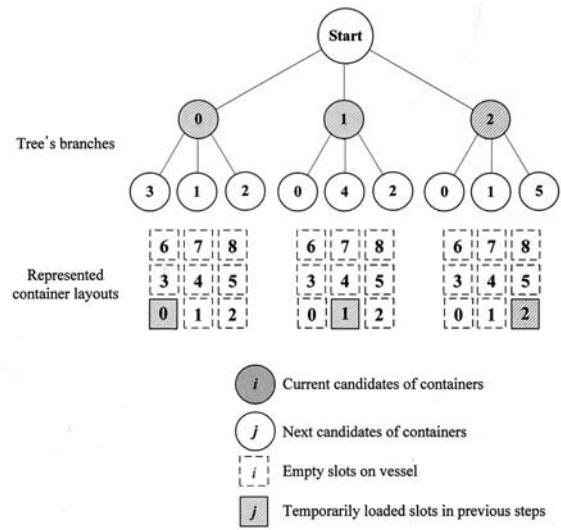 Start
0 1 2
Tree's branches
3 1 2 0 4 2 0 1 5
6 7 8 6 7 8 6 7 8
Represented
container layouts
3 4 5 3 4 5 3 4 5
0 1 2 0 1 2 0 1 2
i Current candidates of containers
j Next candidates of containers
i Empty slots on vessel
j Temporarily loaded slots in previous steps